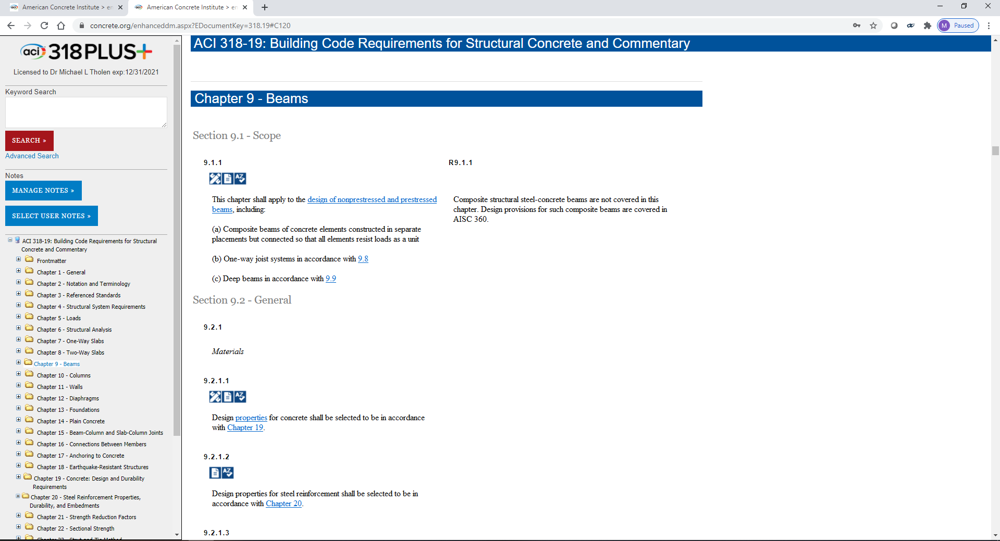 American Concrete Institute > en
American Concrete Institute > en
concrete.org/enhanceddm.aspx?EDocumentKey=318.19#C120
M Paused
aci 318PLUS+
Licensed to Dr Michael L Tholen exp:12/31/2021
Keyword Search
SEARCH »
Advanced Search
Notes
MANAGE NOTES »
SELECT USER NOTES »
ACI 318-19: Building Code Requirements for Structural
Concrete and Commentary
Frontmatter
Chapter 1 - General
Chapter 2 - Notation and Terminology
Chapter 3 - Referenced Standards
Chapter 4 - Structural System Requirements
Chapter 5 - Loads
Chapter 6 - Structural Analysis
Chapter 7 - One-Way Slabs
Chapter 8 - Two-Way Slabs
Chapter 9 - Beams
Chapter 10 - Columns
Chapter 11 - Walls
Chapter 12 - Diaphragms
Chapter 13 - Foundations
Chapter 14 - Plain Concrete
Chapter 15 - Beam-Column and Slab-Column Joints
Chapter 16 - Connections Between Members
Chapter 17 - Anchoring to Concrete
Chapter 18 - Earthquake-Resistant Structures
Chapter 19 - Concrete: Design and Durability
Requirements
Chapter 20 - Steel Reinforcement Properties,
Durability, and Embedments
Chapter 21 - Strength Reduction Factors
Chapter 22 - Sectional Strength
Chapter 23 - Strut-and-Tie Method
ACI 318-19: Building Code Requirements for Structural Concrete and Commentary
Chapter 9 - Beams
Section 9.1 - Scope
9.1.1
AZ
This chapter shall apply to the design of nonprestressed and prestressed
beams, including:
(a) Composite beams of concrete elements constructed in separate
placements but connected so that all elements resist loads as a unit
(b) One-way joist systems in accordance with 9.8
(c) Deep beams in accordance with 9.9
R9.1.1
Composite structural steel-concrete beams are not covered in this
chapter. Design provisions for such composite beams are covered in
AISC 360.
Section 9.2 - General
9.2.1
Materials
9.2.1.1
AZ
Design properties for concrete shall be selected to be in accordance
with Chapter 19.
9.2.1.2
AZ
Design properties for steel reinforcement shall be selected to be in
accordance with Chapter 20.
9.2.1.3